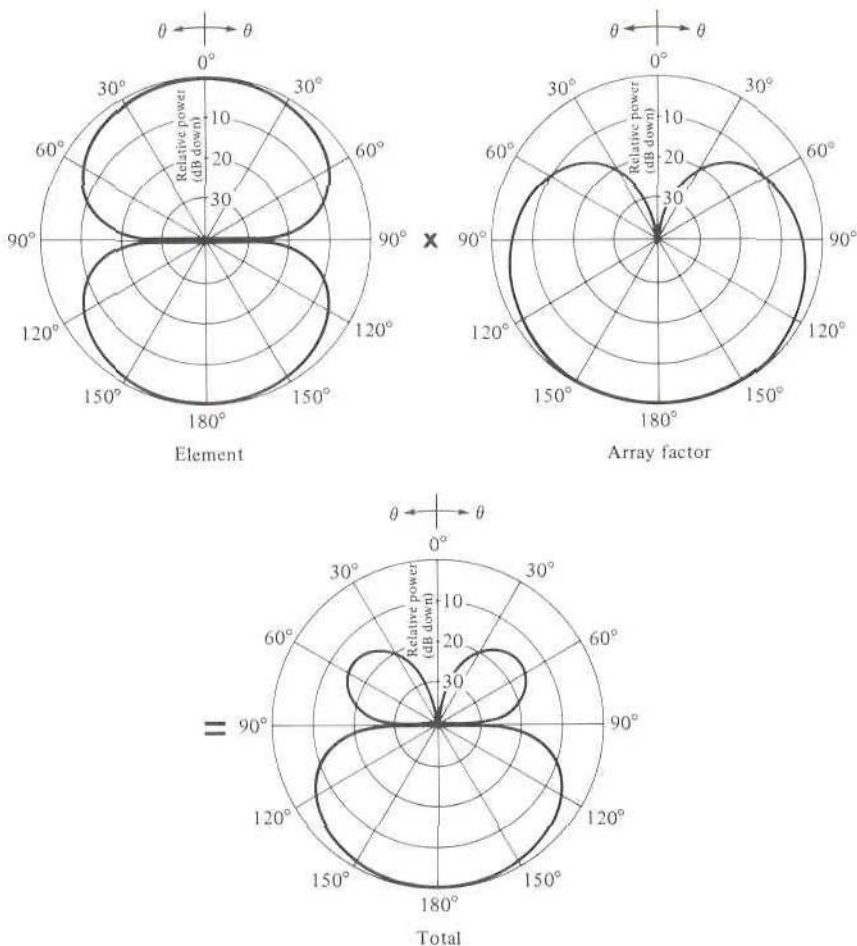 θ θ
0°
30° 30°
Relative power
(dB down)
10
20
30
60° 60°
90° 90°
120° 120°
150° 150°
180°
Element
x
θ θ
0°
30° 30°
Relative power
(dB down)
10
20
30
60° 60°
90° 90°
120° 120°
150° 150°
180°
Array factor
=
θ θ
0°
30° 30°
Relative power
(dB down)
10
20
30
60° 60°
90° 90°
120° 120°
150° 150°
180°
Total